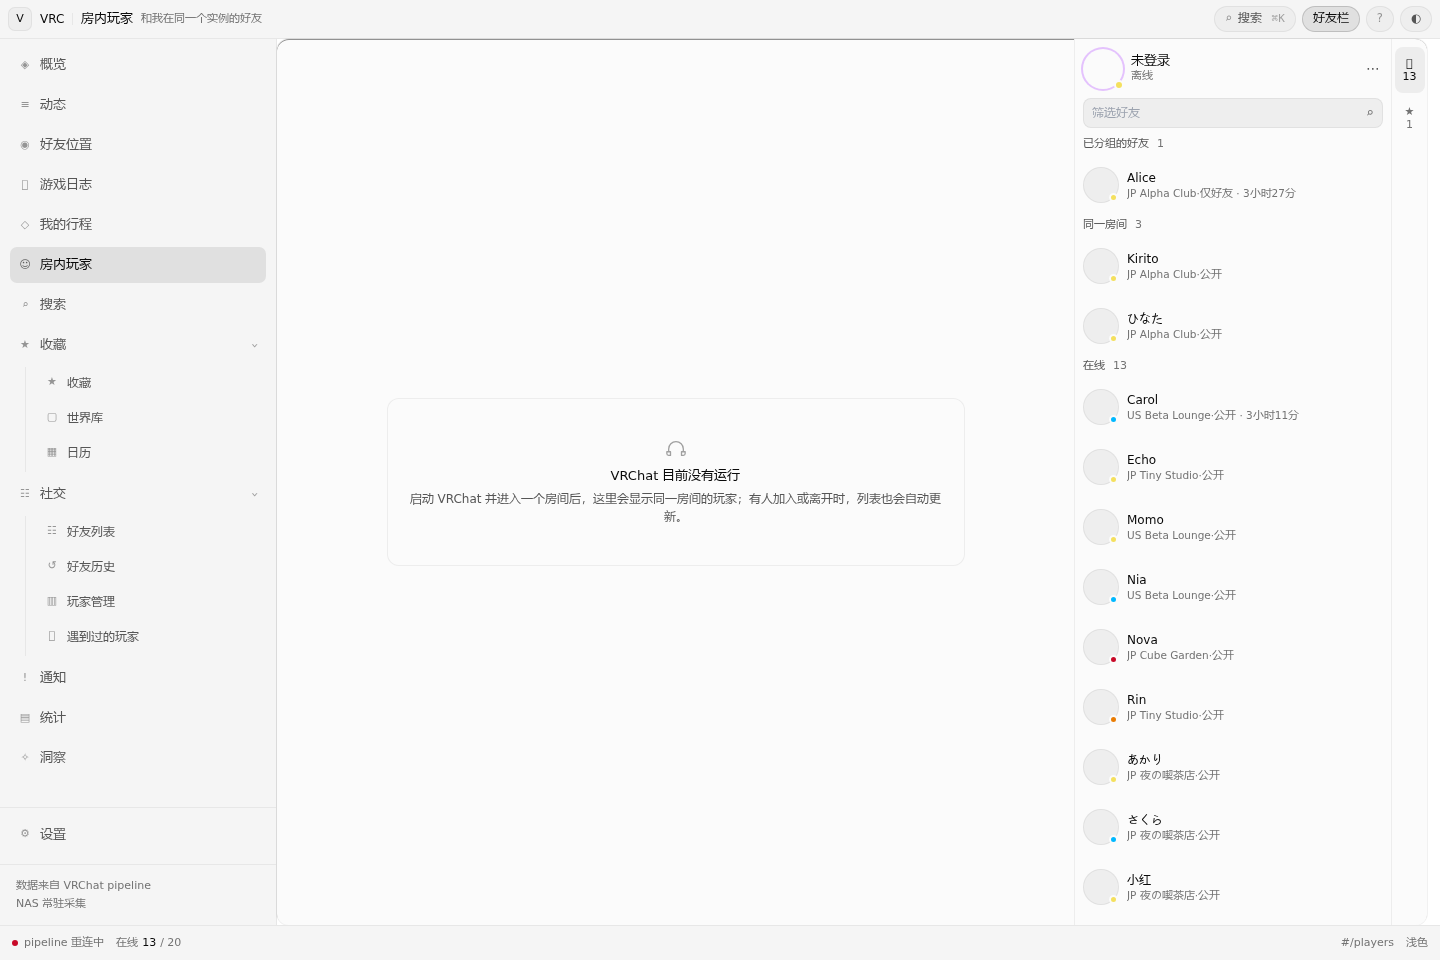 V VRC 房内玩家 和我在同一个实例的好友
搜索 ⌘K 好友栏 ?
概览
动态
好友位置
游戏日志
我的行程
房内玩家
搜索
收藏
收藏
世界库
日历
社交
好友列表
好友历史
玩家管理
遇到过的玩家
! 通知
统计
洞察
设置
数据来自 VRChat pipeline
NAS 常驻采集
VRChat 目前没有运行
启动 VRChat 并进入一个房间后，这里会显示同一房间的玩家；有人加入或离开时，列表也会自动更
新。
未登录
离线
...
筛选好友
已分组的好友 1
Alice
JP Alpha Club·仅好友 · 3小时27分
同一房间 3
Kirito
JP Alpha Club·公开
ひなた
JP Alpha Club·公开
在线 13
Carol
US Beta Lounge·公开 · 3小时11分
Echo
JP Tiny Studio·公开
Momo
US Beta Lounge·公开
Nia
US Beta Lounge·公开
Nova
JP Cube Garden·公开
Rin
JP Tiny Studio·公开
あかり
JP 夜の喫茶店·公开
さくら
JP 夜の喫茶店·公开
小红
JP 夜の喫茶店·公开
13
★
1
pipeline 重连中 在线 13 / 20
#/players 浅色